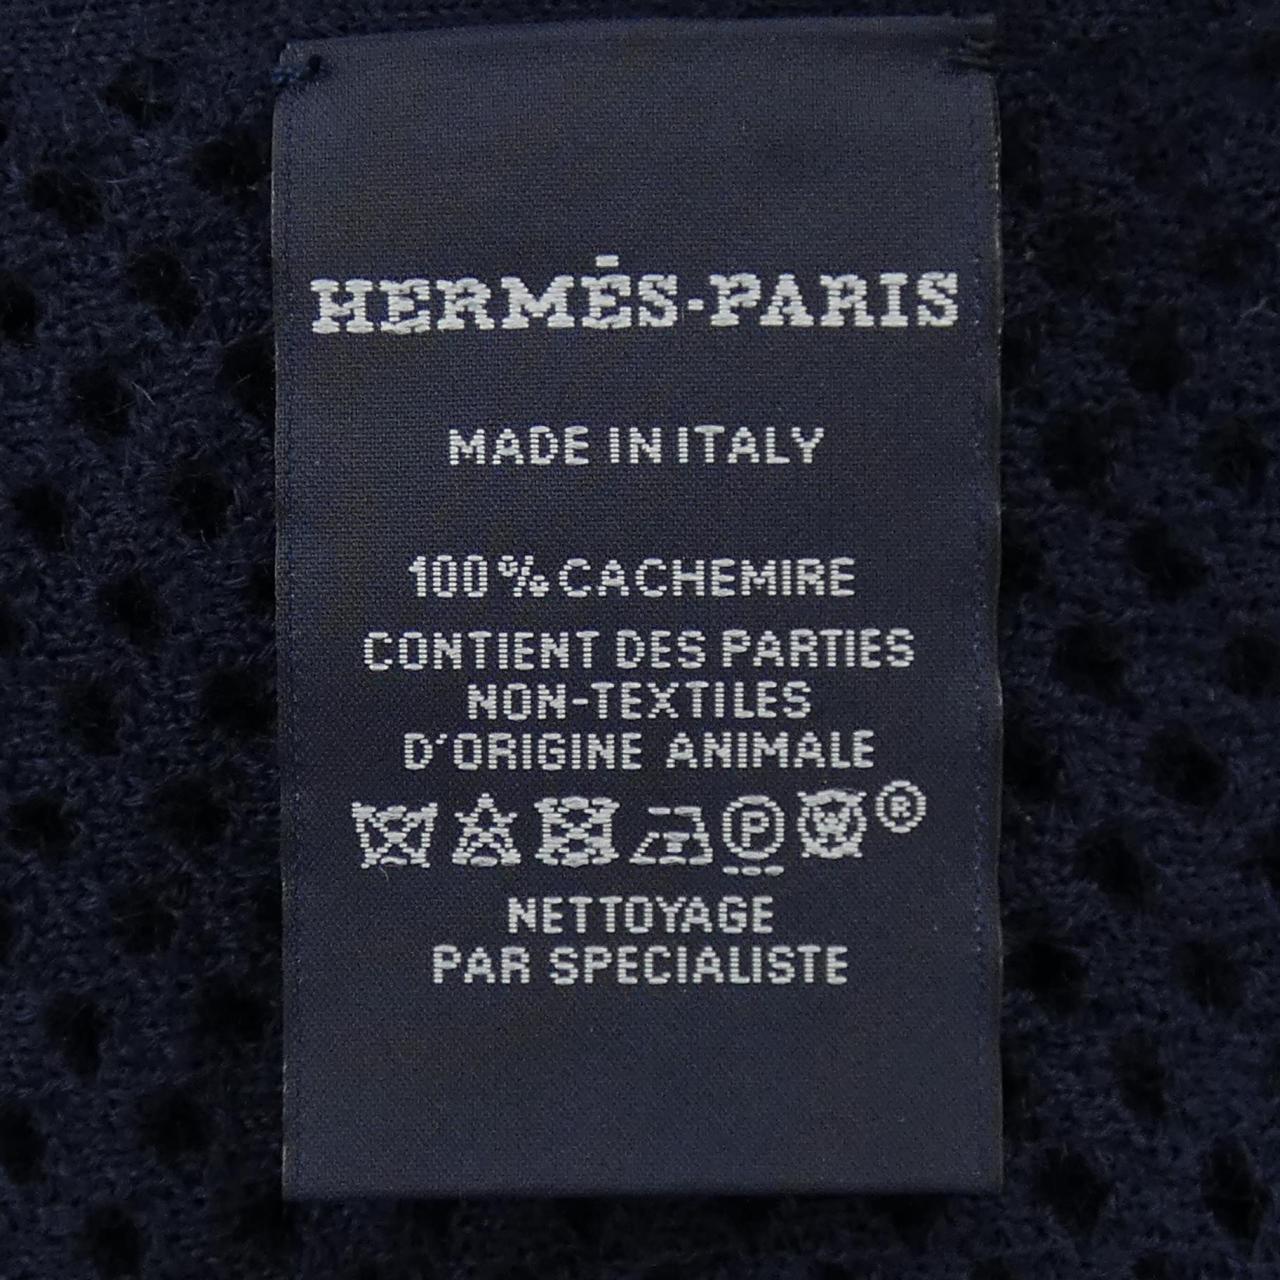 HERMÈS-PARIS
MADE IN ITALY
100% CACHEMIRE
CONTIENT DES PARTIES
NON-TEXTILES
D'ORIGINE ANIMALE
P W ®
NETTOYAGE
PAR SPECIALISTE